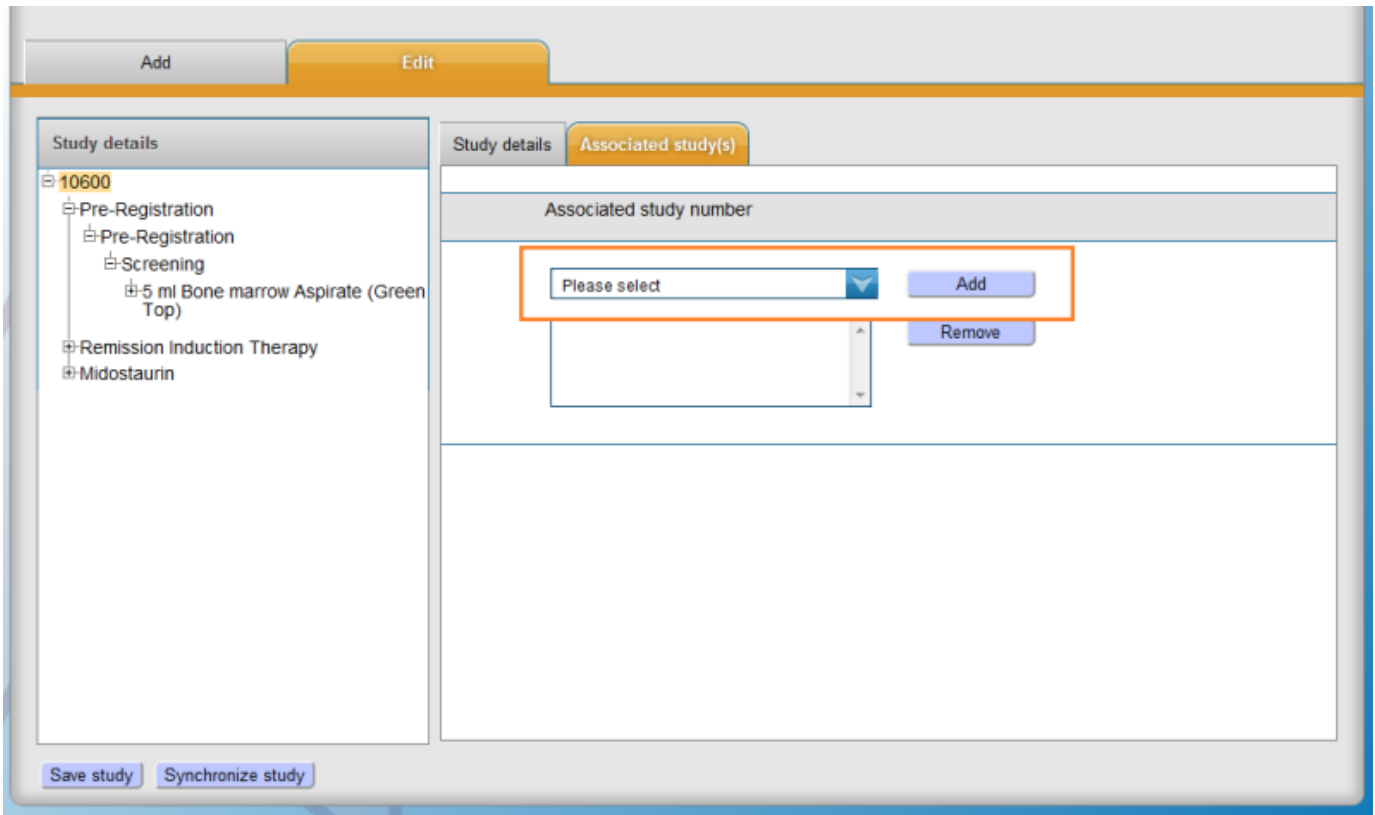 Add
Edit
Study details
10600
Pre-Registration
Pre-Registration
Screening
5 ml Bone marrow Aspirate (Green
Top)
Remission Induction Therapy
Midostaurin
Study details
Associated study(s)
Associated study number
Please select
Add
Remove
Save study
Synchronize study